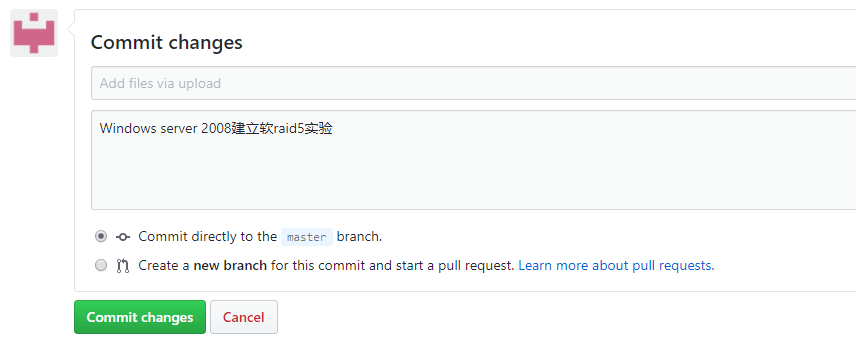 Commit changes
Add files via upload
Windows server 2008建立软raid5实验
Commit directly to the master branch.
Create a new branch for this commit and start a pull request. Learn more about pull requests.
Commit changes Cancel